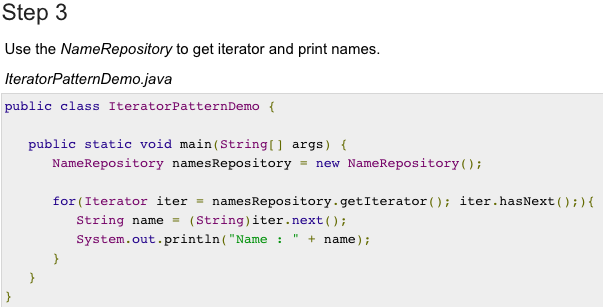 Step 3
Use the NameRepository to get iterator and print names.
IteratorPatternDemo.java
public class IteratorPatternDemo {
   public static void main(String[] args) {
      NameRepository namesRepository = new NameRepository();
      for(Iterator iter = namesRepository.getIterator(); iter.hasNext();){
         String name = (String)iter.next();
         System.out.println("Name : " + name);
      }
   }
}